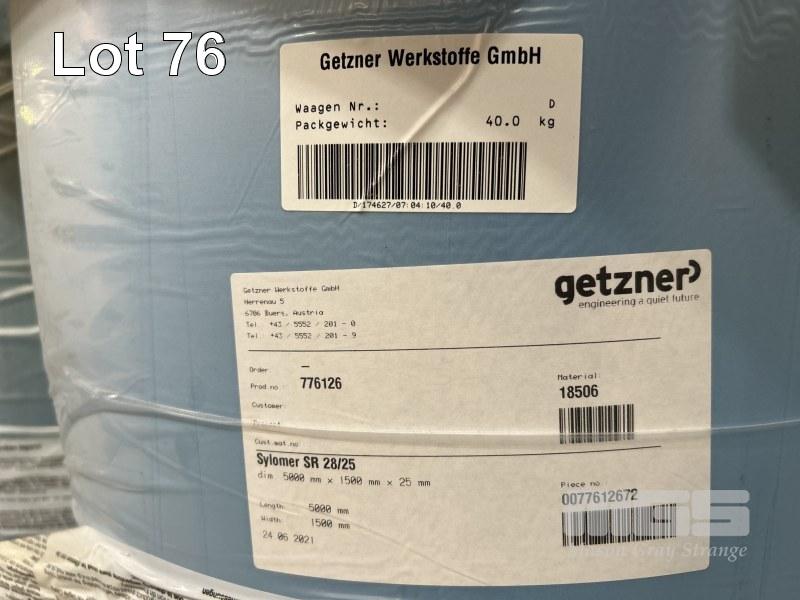 Lot 76
Getzner Werkstoffe GmbH
Waagen Nr.: D
Packgewicht: 40.0 kg
D/174627/07:04:10/40.0
getzner
engineering a quiet future
Getzner Werkstoffe GmbH
Herrenau 5
6706 Buers, Austria
Tel +43 / 5552 / 201 - 0
Tel +43 / 5552 / 201 - 9
Order: —
Prod.no.: 776126
Customer:
Material:
18506
Cust.mat.no
Sylomer SR 28/25
dim 5000 mm x 1500 mm x 25 mm
Length 5000 mm
Width 1500 mm
24 06 2021
Piece no
0077612672
Mason Gray Strange